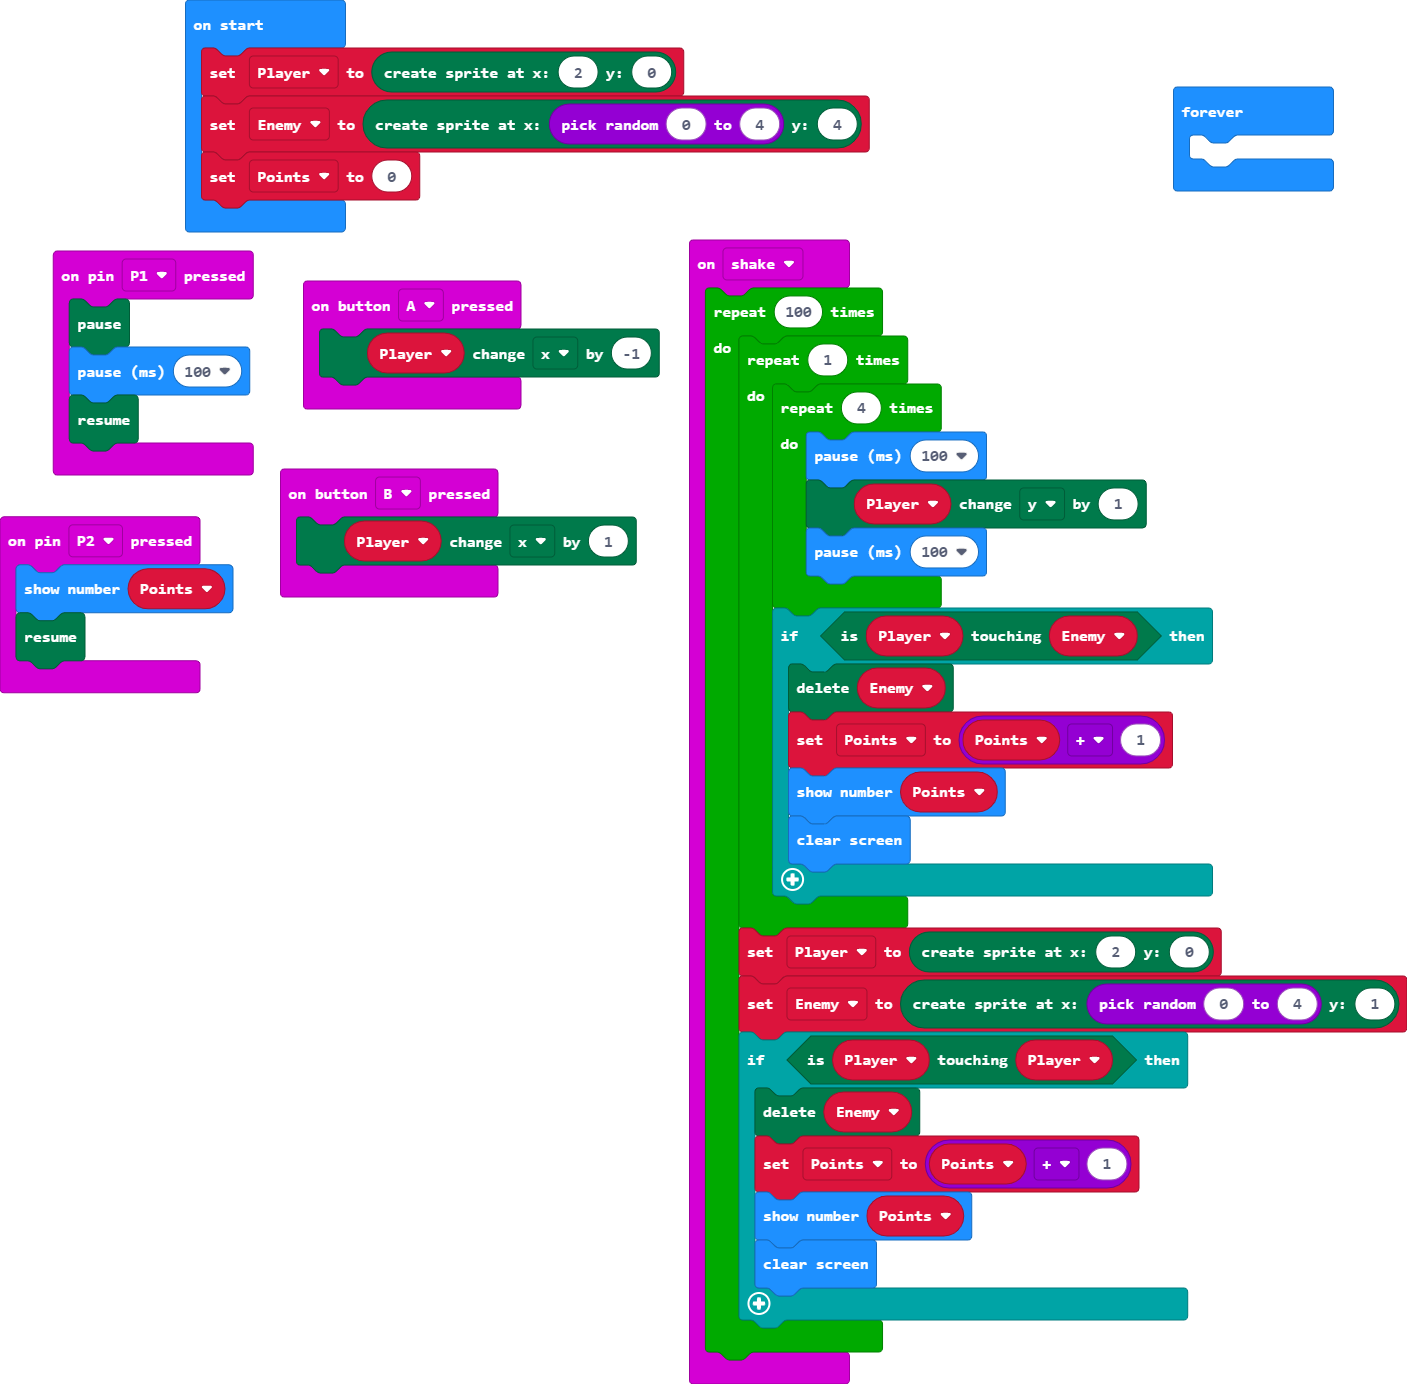 on start
set Player to create sprite at x: 2 y: 0
set Enemy to create sprite at x: pick random 0 to 4 y: 4
set Points to 0
forever
on pin P1 pressed
pause
pause (ms) 100
resume
on button A pressed
Player change x by -1
on button B pressed
Player change x by 1
on pin P2 pressed
show number Points
resume
on shake
repeat 100 times
do repeat 1 times
do repeat 4 times
do pause (ms) 100
Player change y by 1
pause (ms) 100
if is Player touching Enemy then
delete Enemy
set Points to Points + 1
show number Points
clear screen
set Player to create sprite at x: 2 y: 0
set Enemy to create sprite at x: pick random 0 to 4 y: 1
if is Player touching Player then
delete Enemy
set Points to Points + 1
show number Points
clear screen